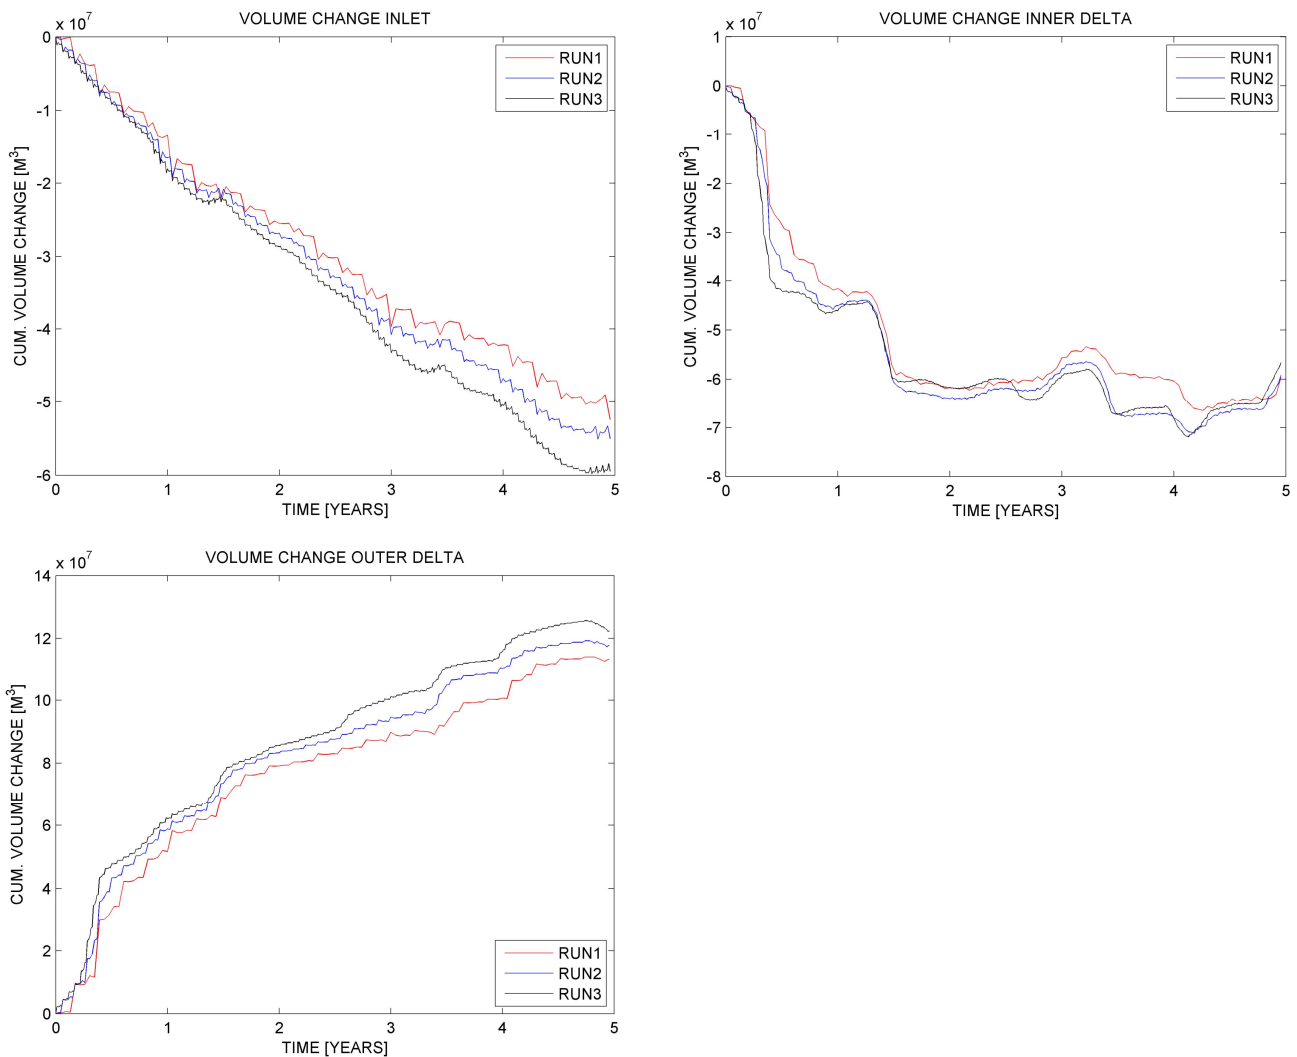 VOLUME CHANGE INLET
x 10^7
0
-1
-2
-3
-4
-5
-6
CUM. VOLUME CHANGE [M^3]
0 1 2 3 4 5
TIME [YEARS]
RUN1
RUN2
RUN3
VOLUME CHANGE INNER DELTA
x 10^7
1
0
-1
-2
-3
-4
-5
-6
-7
-8
CUM. VOLUME CHANGE [M^3]
0 1 2 3 4 5
TIME [YEARS]
RUN1
RUN2
RUN3
VOLUME CHANGE OUTER DELTA
x 10^7
14
12
10
8
6
4
2
0
CUM. VOLUME CHANGE [M^3]
0 1 2 3 4 5
TIME [YEARS]
RUN1
RUN2
RUN3